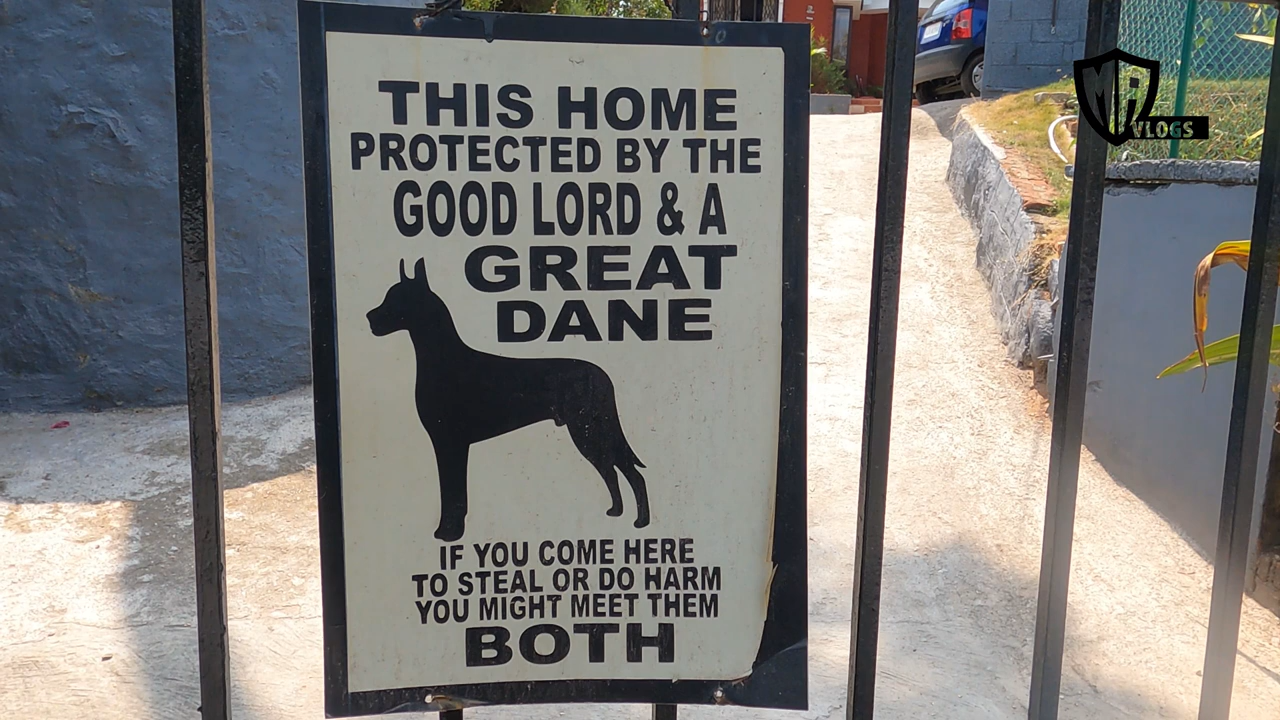 THIS HOME
PROTECTED BY THE
GOOD LORD & A
GREAT
DANE
IF YOU COME HERE
TO STEAL OR DO HARM
YOU MIGHT MEET THEM
BOTH
MA
VLOGS